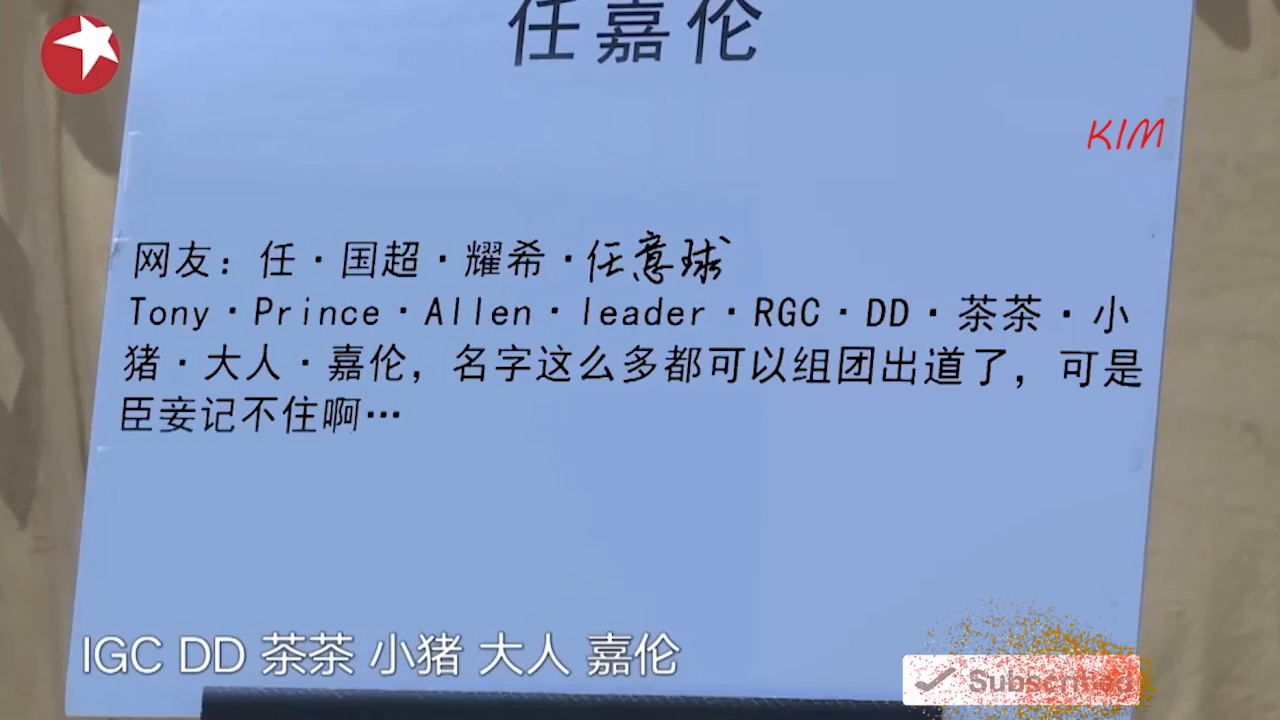 任嘉伦
KIM
网友：任·国超·耀希·任意球
Tony·Prince·Allen·leader·RGC·DD·茶茶·小
猪·大人·嘉伦，名字这么多都可以组团出道了，可是
臣妾记不住啊…
IGC DD 茶茶 小猪 大人 嘉伦
Subscribed